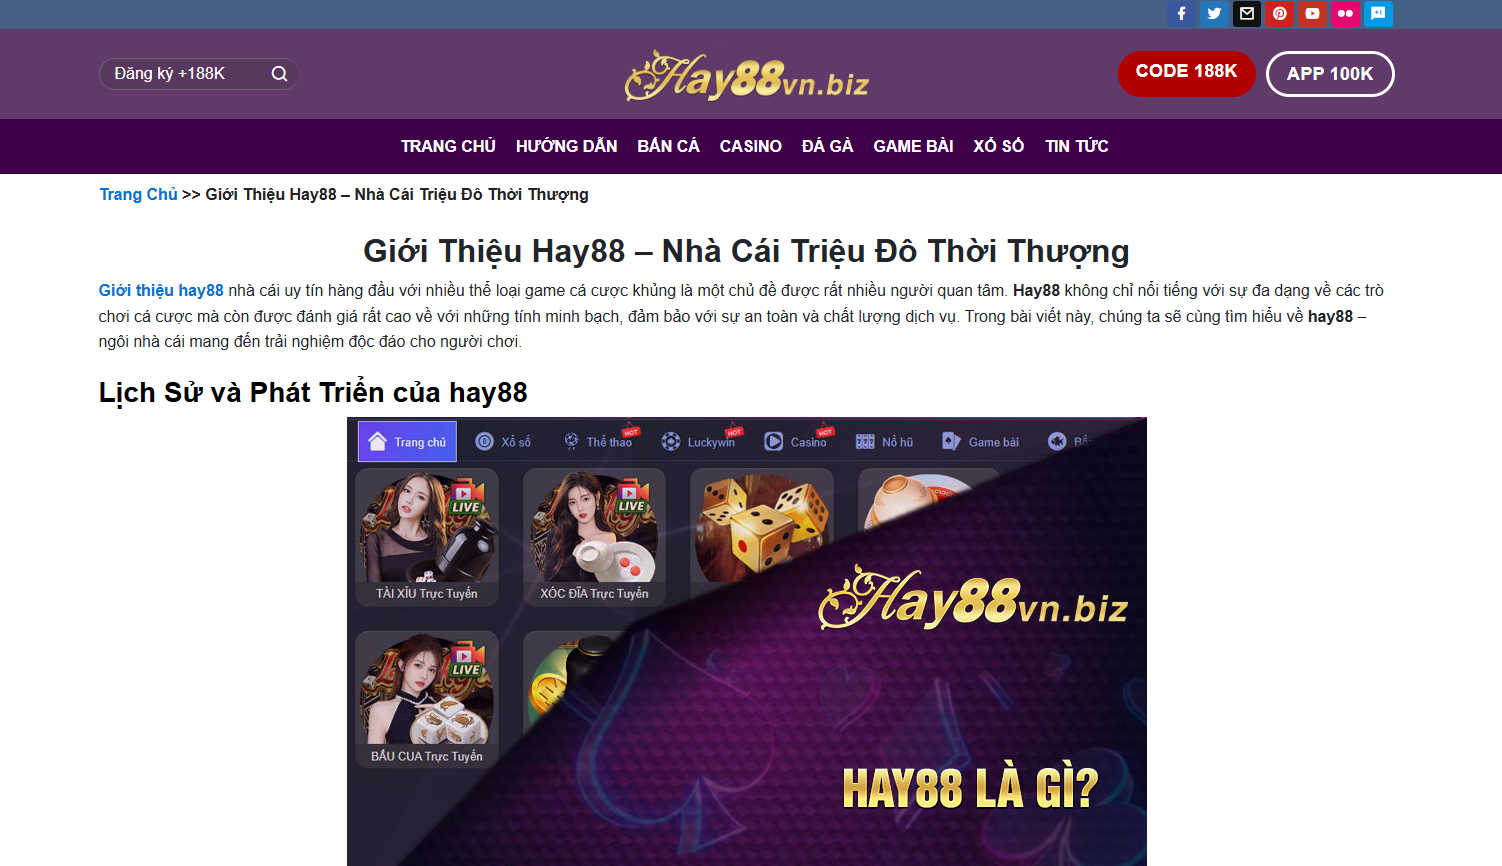 Đăng ký +188K
Hay88vn.biz
CODE 188K
APP 100K
TRANG CHỦ HƯỚNG DẪN BẮN CÁ CASINO ĐÁ GÀ GAME BÀI XỔ SỐ TIN TỨC
Trang Chủ >> Giới Thiệu Hay88 – Nhà Cái Triệu Đô Thời Thượng
Giới Thiệu Hay88 – Nhà Cái Triệu Đô Thời Thượng
Giới thiệu hay88 nhà cái uy tín hàng đầu với nhiều thể loại game cá cược khủng là một chủ đề được rất nhiều người quan tâm. Hay88 không chỉ nổi tiếng với sự đa dạng về các trò
chơi cá cược mà còn được đánh giá rất cao về với những tính minh bạch, đảm bảo với sự an toàn và chất lượng dịch vụ. Trong bài viết này, chúng ta sẽ cùng tìm hiểu về hay88 –
ngôi nhà cái mang đến trải nghiệm độc đáo cho người chơi.
Lịch Sử và Phát Triển của hay88
Trang chủ Xổ số Thể thao HOT Luckywin HOT Casino HOT Nổ hũ Game bài
LIVE LIVE
TÀI XỈU Trực Tuyến XÓC ĐĨA Trực Tuyến
Hay88vn.biz
LIVE
BẦU CUA Trực Tuyến
HAY88 LÀ GÌ?